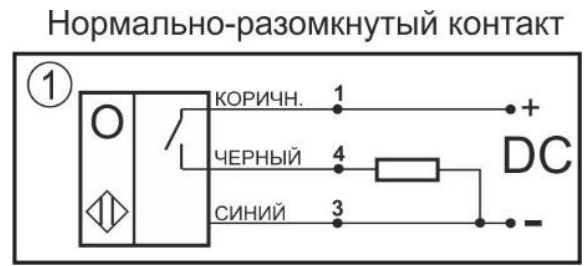 Нормально-разомкнутый контакт
1
O
КОРИЧН. 1 +
ЧЕРНЫЙ 4 DC
СИНИЙ 3 -